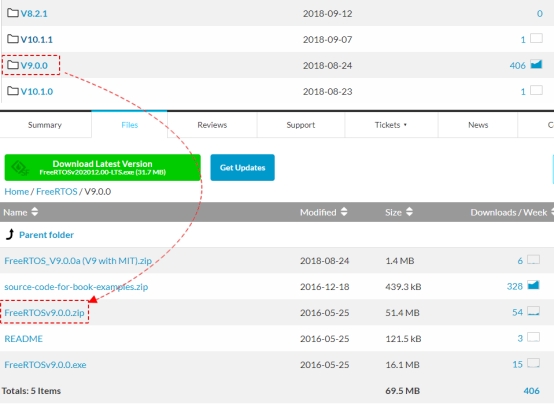 V8.2.1 2018-09-12 0
V10.1.1 2018-09-07 1
V9.0.0 2018-08-24 406
V10.1.0 2018-08-23 1
Summary Files Reviews Support Tickets News C
Download Latest Version
FreeRTOSv202012.00-LTS.exe (31.7 MB)
Get Updates
Home / FreeRTOS / V9.0.0
Name Modified Size Downloads / Week
Parent folder
FreeRTOS_V9.0.0a (V9 with MIT).zip 2018-08-24 1.4 MB 6
source-code-for-book-examples.zip 2016-12-18 439.3 kB 328
FreeRTOSv9.0.0.zip 2016-05-25 51.4 MB 54
README 2016-05-25 121.5 kB 3
FreeRTOSv9.0.0.exe 2016-05-25 16.1 MB 15
Totals: 5 Items 69.5 MB 406